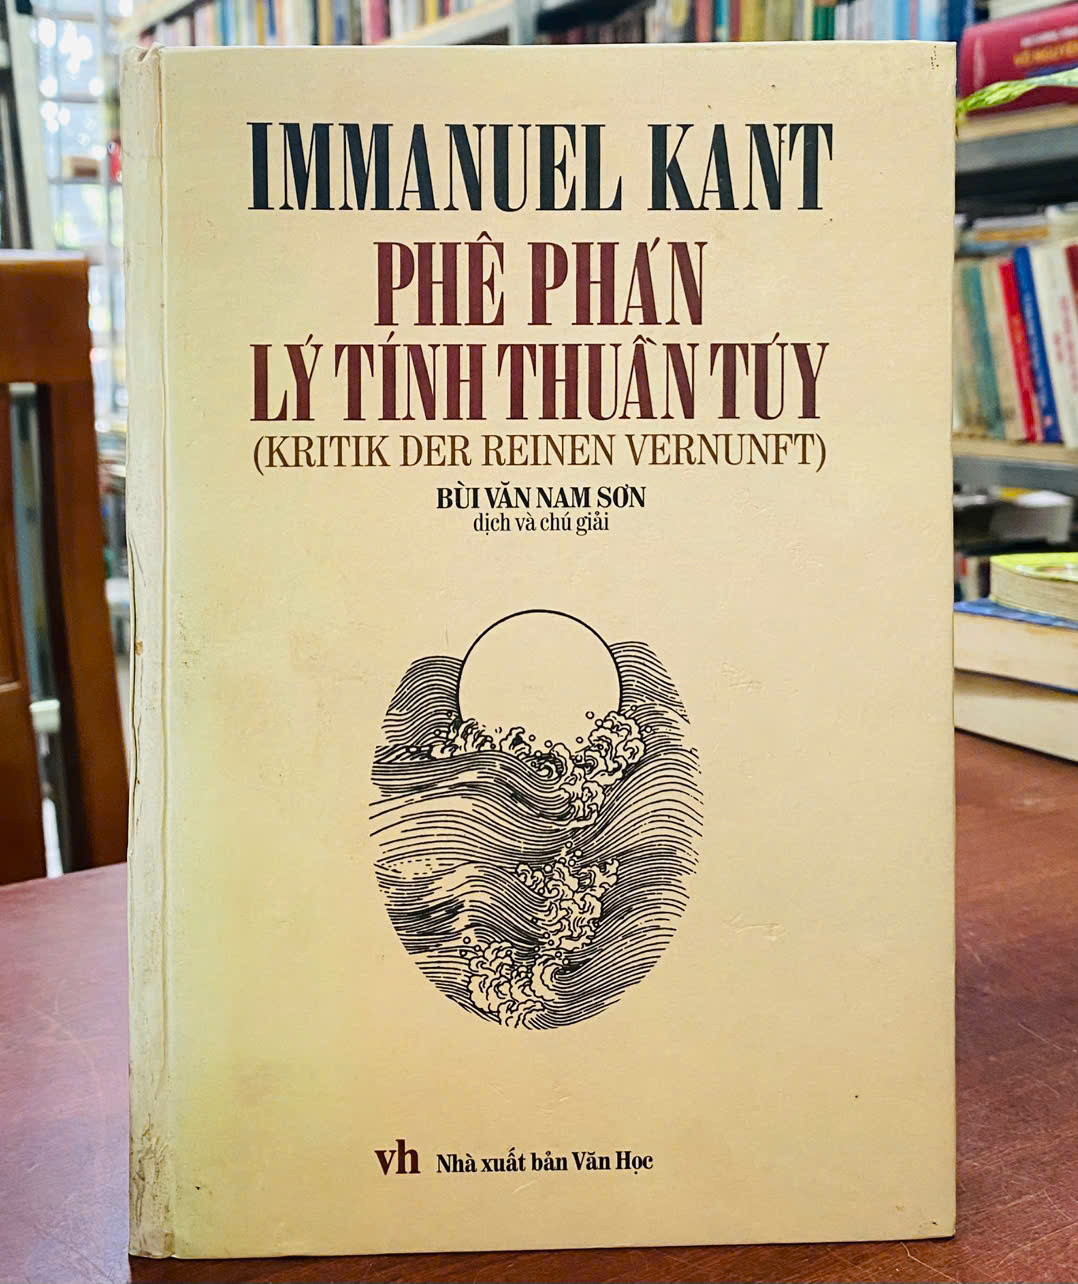 IMMANUEL KANT
PHÊ PHÁN
LÝ TÍNH THUẦN TÚY
(KRITIK DER REINEN VERNUNFT)
BÙI VĂN NAM SƠN
dịch và chú giải
vh Nhà xuất bản Văn Học